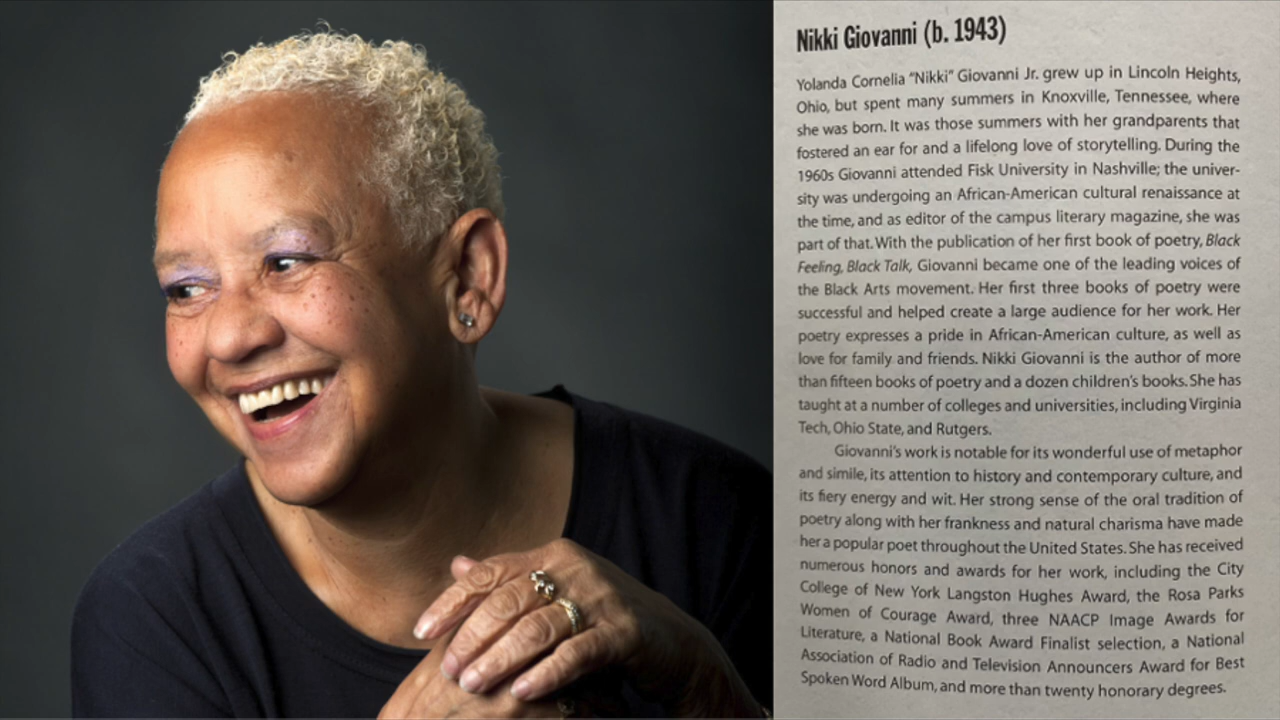 Nikki Giovanni (b. 1943)
Yolanda Cornelia “Nikki” Giovanni Jr. grew up in Lincoln Heights,
Ohio, but spent many summers in Knoxville, Tennessee, where
she was born. It was those summers with her grandparents that
fostered an ear for and a lifelong love of storytelling. During the
1960s Giovanni attended Fisk University in Nashville; the univer-
sity was undergoing an African-American cultural renaissance at
the time, and as editor of the campus literary magazine, she was
part of that. With the publication of her first book of poetry, Black
Feeling, Black Talk, Giovanni became one of the leading voices of
the Black Arts movement. Her first three books of poetry were
successful and helped create a large audience for her work. Her
poetry expresses a pride in African-American culture, as well as
love for family and friends. Nikki Giovanni is the author of more
than fifteen books of poetry and a dozen children’s books. She has
taught at a number of colleges and universities, including Virginia
Tech, Ohio State, and Rutgers.
Giovanni’s work is notable for its wonderful use of metaphor
and simile, its attention to history and contemporary culture, and
its fiery energy and wit. Her strong sense of the oral tradition of
poetry along with her frankness and natural charisma have made
her a popular poet throughout the United States. She has received
numerous honors and awards for her work, including the City
College of New York Langston Hughes Award, the Rosa Parks
Women of Courage Award, three NAACP Image Awards for
Literature, a National Book Award Finalist selection, a National
Association of Radio and Television Announcers Award for Best
Spoken Word Album, and more than twenty honorary degrees.